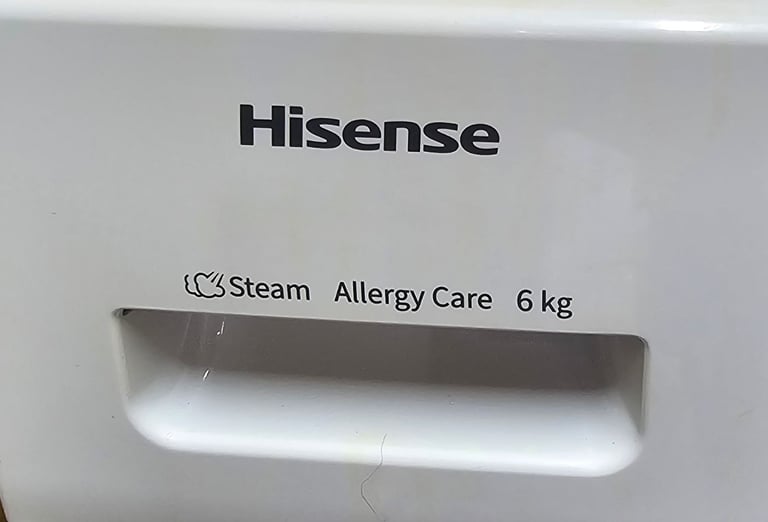 Hisense
Steam Allergy Care 6 kg